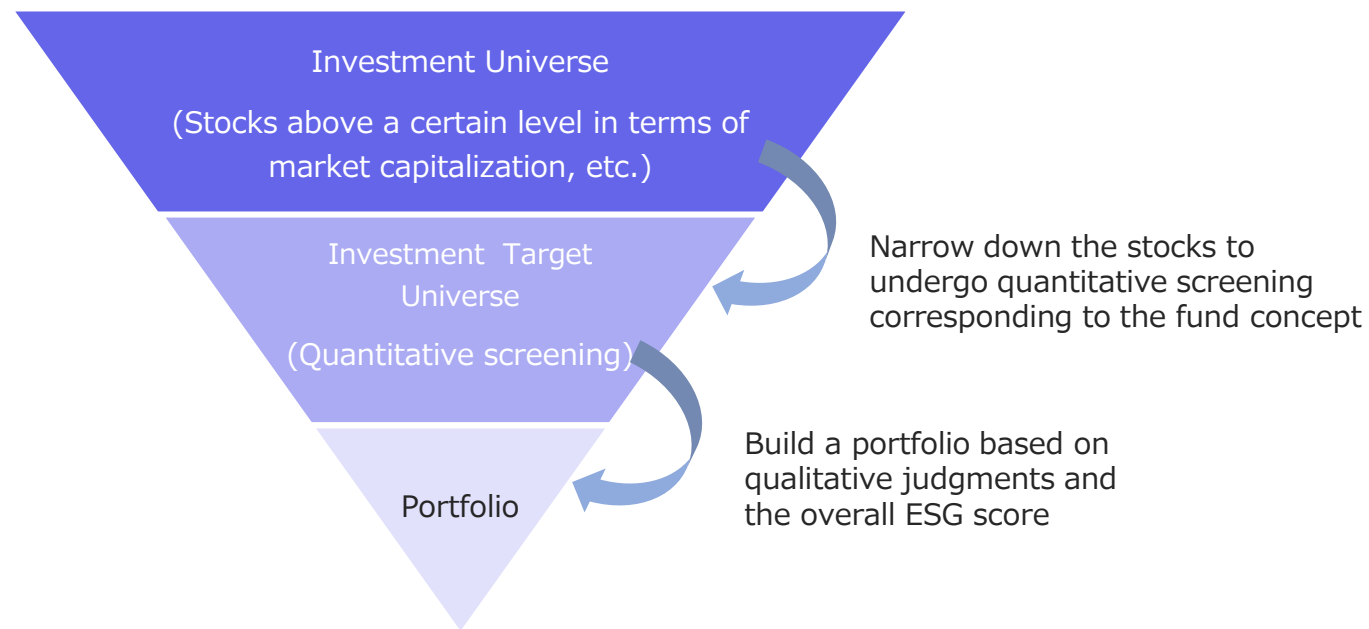 Investment Universe
(Stocks above a certain level in terms of
market capitalization, etc.)
Investment Target
Universe
(Quantitative screening)
Narrow down the stocks to
undergo quantitative screening
corresponding to the fund concept
Portfolio
Build a portfolio based on
qualitative judgments and
the overall ESG score